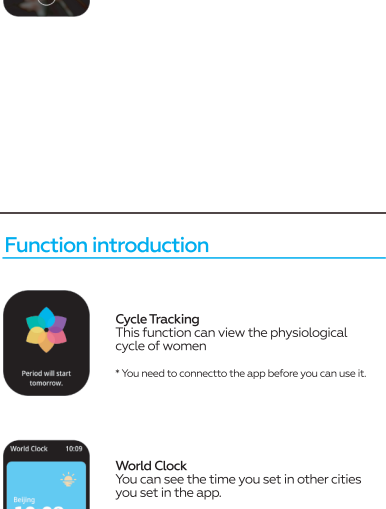 Function introduction
Period will start
tomorrow.
Cycle Tracking
This function can view the physiological
cycle of women
* You need to connectto the app before you can use it.
World Clock 10:09
Beijing
World Clock
You can see the time you set in other cities
you set in the app.